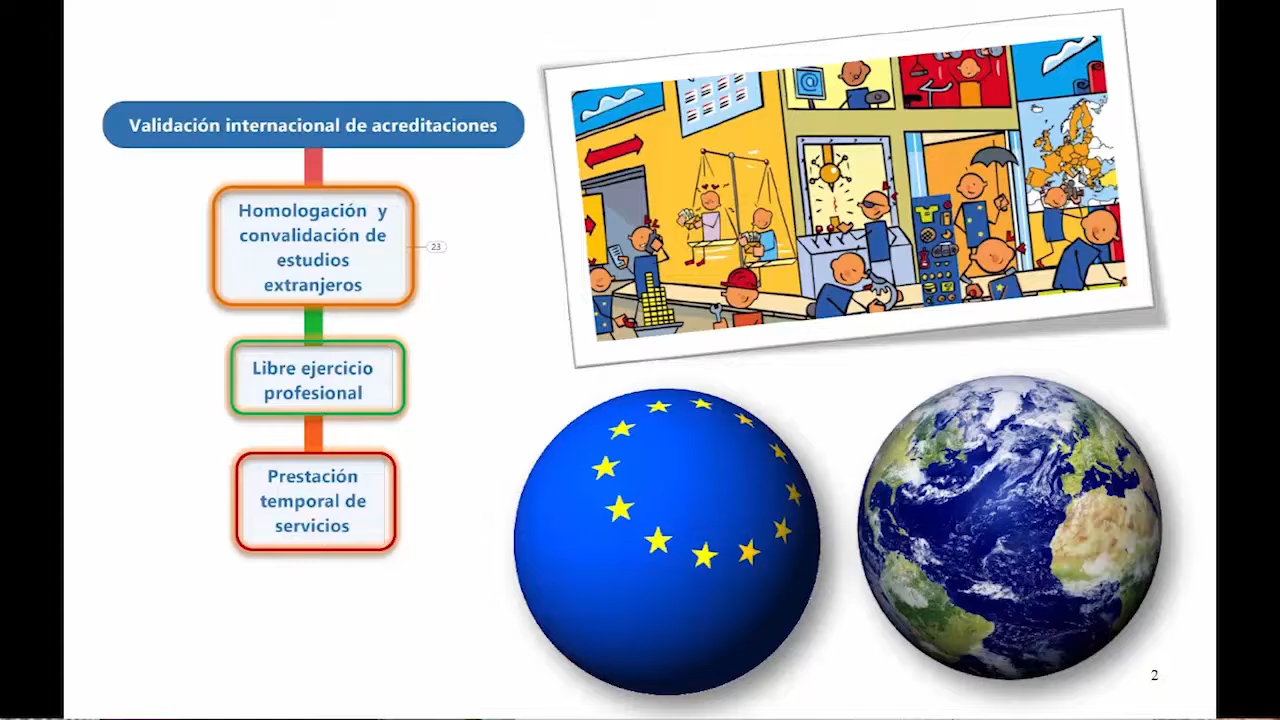 Validación internacional de acreditaciones
Homologación y
convalidación de
estudios
extranjeros
23
Libre ejercicio
profesional
Prestación
temporal de
servicios
@
2